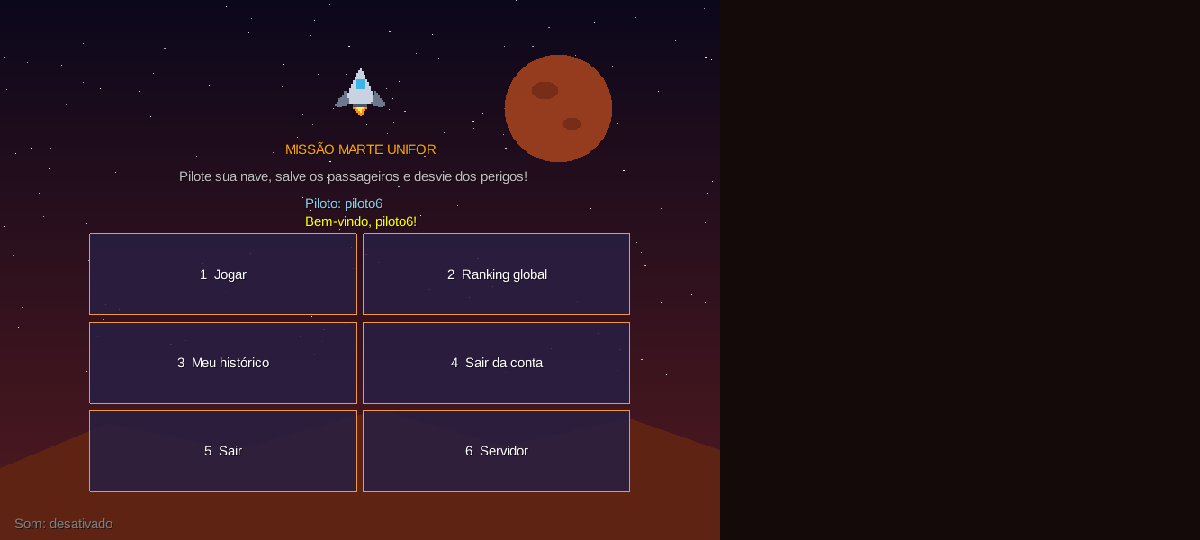 MISSÃO MARTE UNIFOR
Pilote sua nave, salve os passageiros e desvie dos perigos!
Piloto: piloto6
Bem-vindo, piloto6!
1 Jogar
2 Ranking global
3 Meu histórico
4 Sair da conta
5 Sair
6 Servidor
Som: desativado